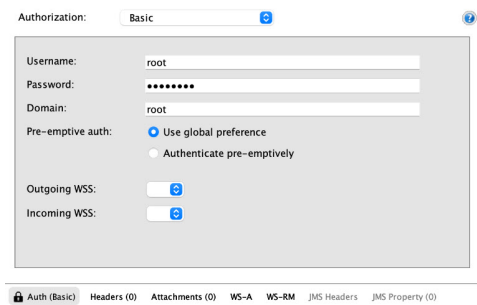 Authorization: Basic
Username: root
Password: ••••••••
Domain: root
Pre-emptive auth: Use global preference
Authenticate pre-emptively
Outgoing WSS:
Incoming WSS:
Auth (Basic) Headers (0) Attachments (0) WS-A WS-RM JMS Headers JMS Property (0)